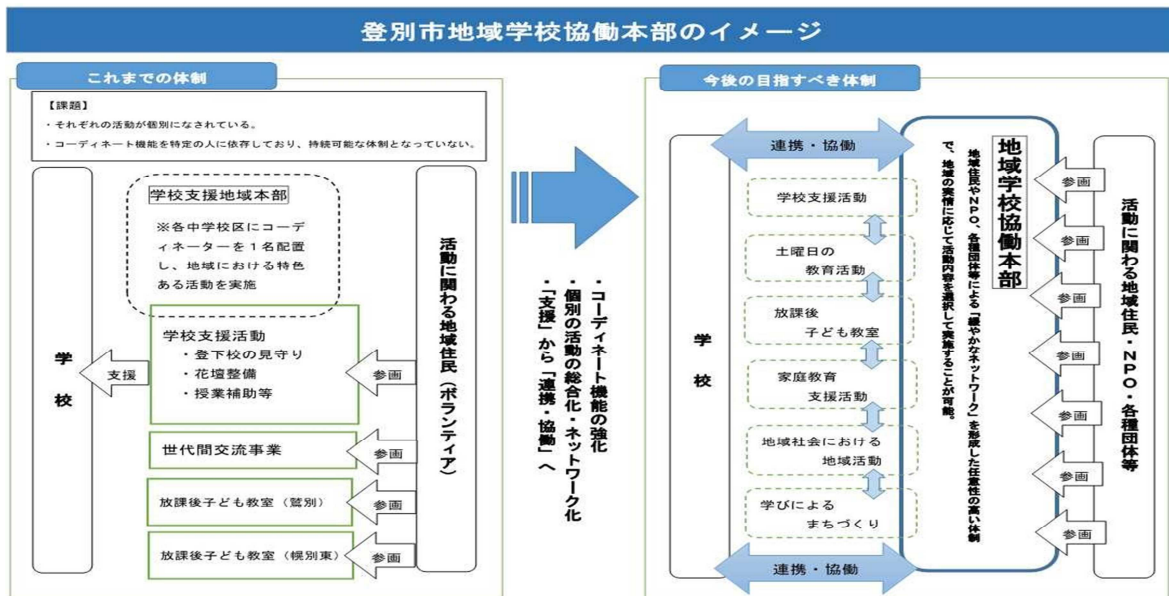 登別市地域学校協働本部のイメージ
これまでの体制
【課題】
・それぞれの活動が個別になされている。
・コーディネート機能を特定の人に依存しており、持続可能な体制となっていない。
学校
支援
学校支援地域本部
※各中学校区にコーデ
ィネーターを１名配置
し、地域における特色
ある活動を実施
学校支援活動
・登下校の見守り
・花壇整備
・授業補助等
世代間交流事業
放課後子ども教室（鷲別）
放課後子ども教室（幌別東）
参画
参画
参画
参画
活動に関わる地域住民（ボランティア）
・コーディネート機能の強化
・個別の活動の総合化・ネットワーク化
・「支援」から「連携・協働」へ
今後の目指すべき体制
学校
連携・協働
学校支援活動
土曜日の
教育活動
放課後
子ども教室
家庭教育
支援活動
地域社会における
地域活動
学びによる
まちづくり
連携・協働
地域学校協働本部
地域住民やNPO、各種団体等による「緩やかなネットワーク」を形成した任意性の高い体制
で、地域の実情に応じて活動内容を選択して実施することが可能。
参画
参画
参画
参画
参画
参画
参画
活動に関わる地域住民・NPO・各種団体等